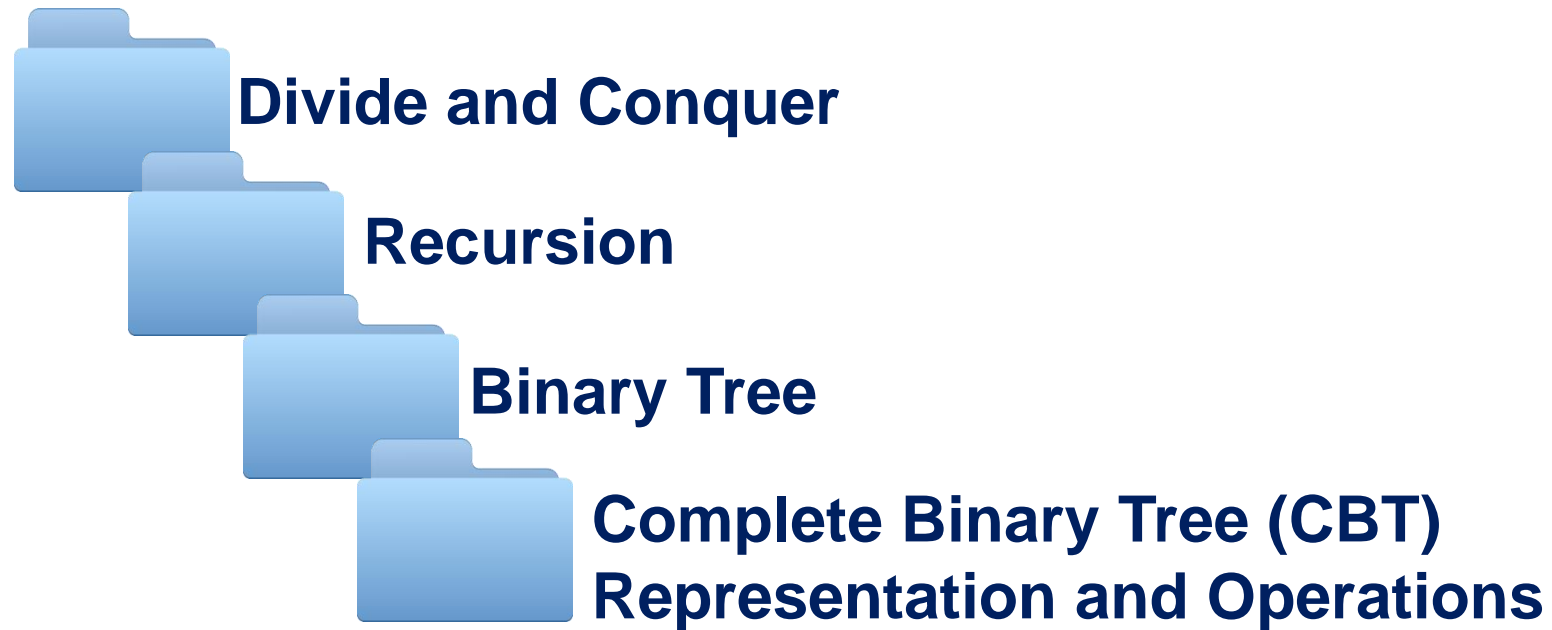 Divide and Conquer
Recursion
Binary Tree
Complete Binary Tree (CBT)
Representation and Operations